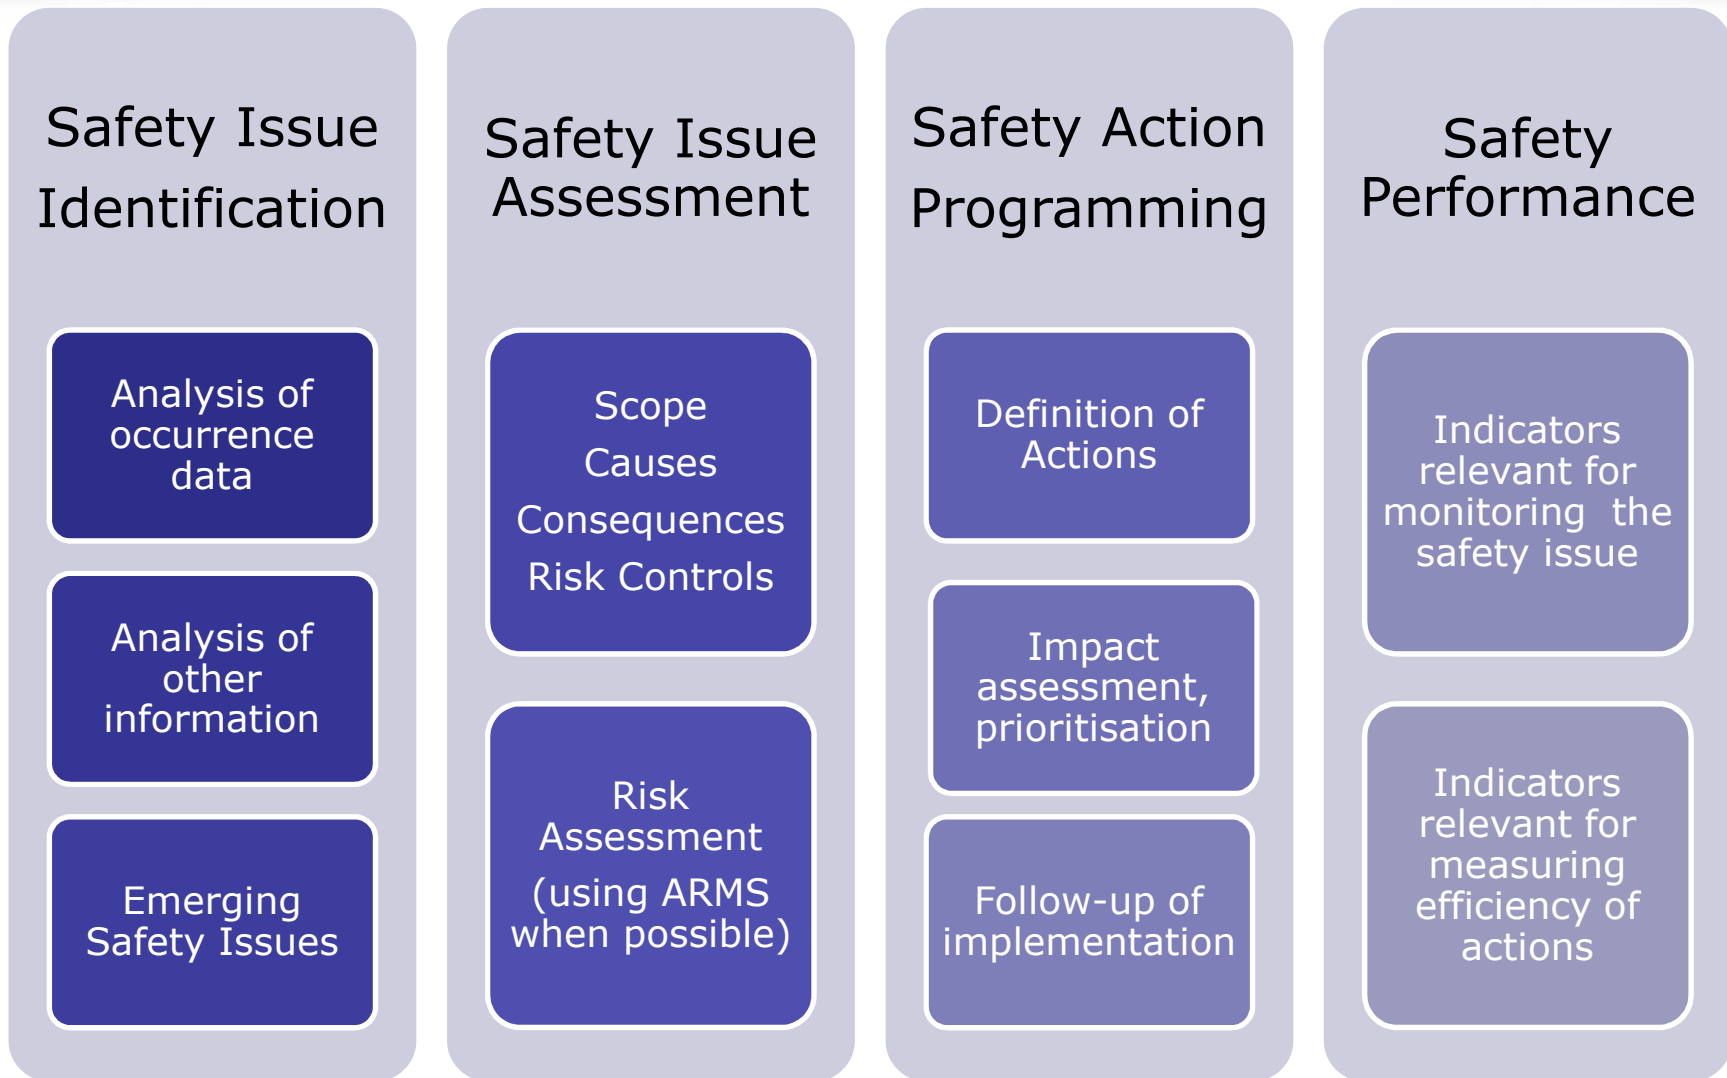 Safety Issue
Identification
Analysis of
occurrence
data
Analysis of
other
information
Emerging
Safety Issues
Safety Issue
Assessment
Scope
Causes
Consequences
Risk Controls
Risk
Assessment
(using ARMS
when possible)
Safety Action
Programming
Definition of
Actions
Impact
assessment,
prioritisation
Follow-up of
implementation
Safety
Performance
Indicators
relevant for
monitoring  the
safety issue
Indicators
relevant for
measuring
efficiency of
actions